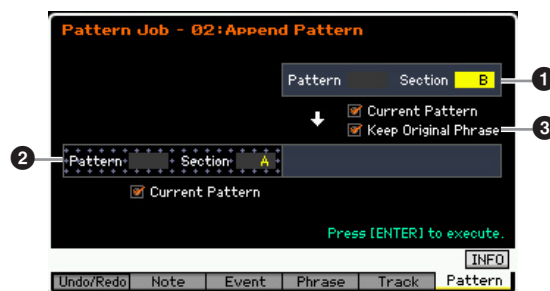 Pattern Job - 02:Append Pattern
Pattern Section B
1
Current Pattern
Keep Original Phrase
3
2
Pattern Section A
Current Pattern
Press [ENTER] to execute.
INFO
Undo/Redo Note Event Phrase Track Pattern